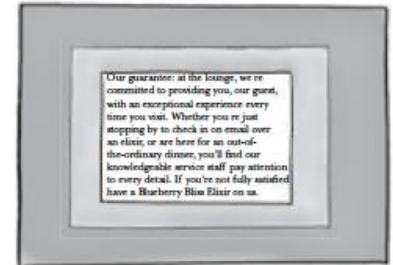 Our guarantee: at the lounge, we re
committed to providing you, our guest,
with an exceptional experience every
time you visit. Whether you re just
stopping by to check in on email over
an elixir, or are here for an out-of-
the-ordinary dinner, you'll find our
knowledgeable service staff pay attention
to every detail. If you're not fully satisfied
have a Blueberry Bliss Elixir on us.